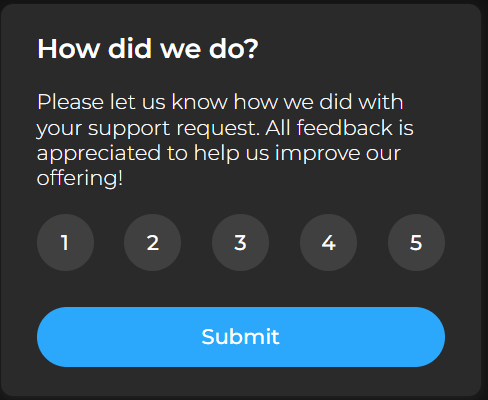 How did we do?
Please let us know how we did with
your support request. All feedback is
appreciated to help us improve our
offering!
1 2 3 4 5
Submit